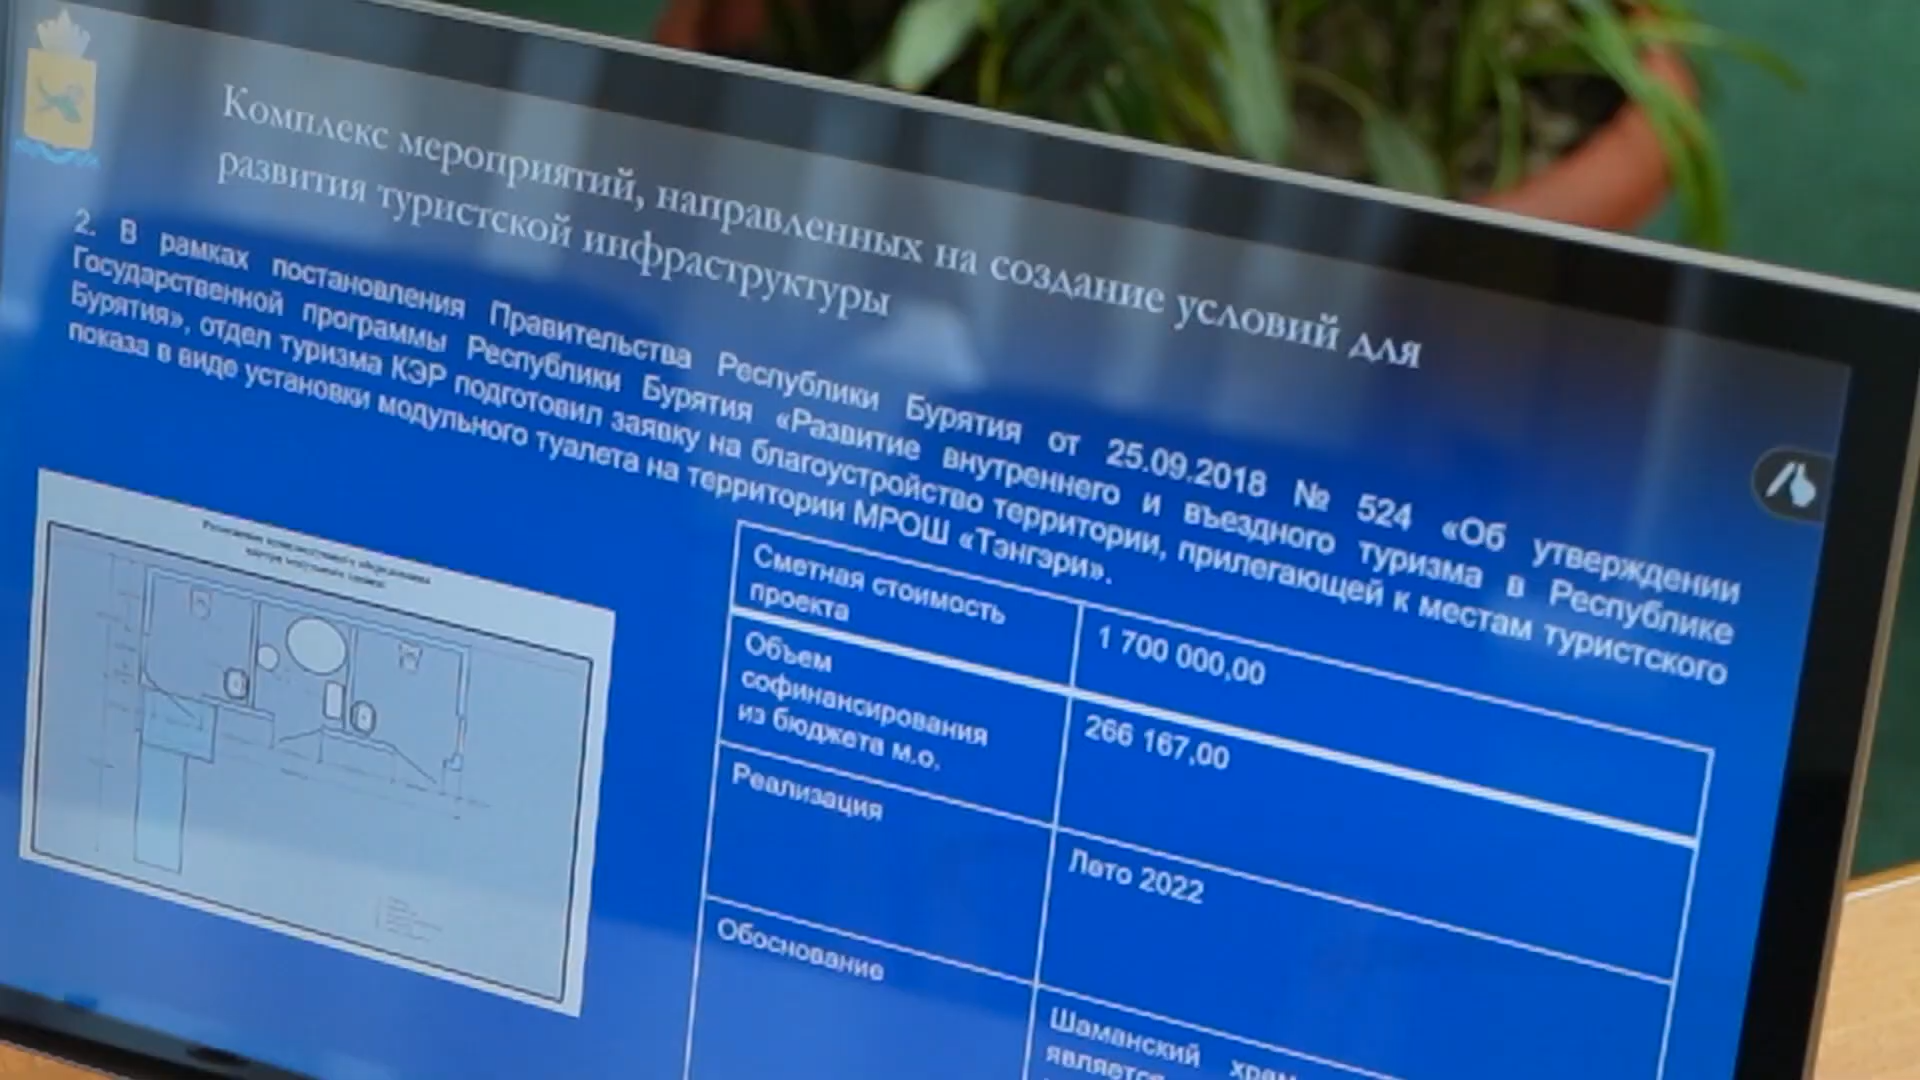 Комплекс мероприятий, направленных на создание условий для
развития туристской инфраструктуры
2. В рамках постановления Правительства Республики Бурятия от 25.09.2018 № 524 «Об утверждении
Государственной программы Республики Бурятия «Развитие внутреннего и въездного туризма в Республике
Бурятия», отдел туризма КЭР подготовил заявку на благоустройство территории, прилегающей к местам туристского
показа в виде установки модульного туалета на территории МРОШ «Тэнгэри».
Сметная стоимость
проекта
1 700 000,00
Объем
софинансирования
из бюджета м.о.
266 167,00
Реализация
Лето 2022
Обоснование
Шаманский
является